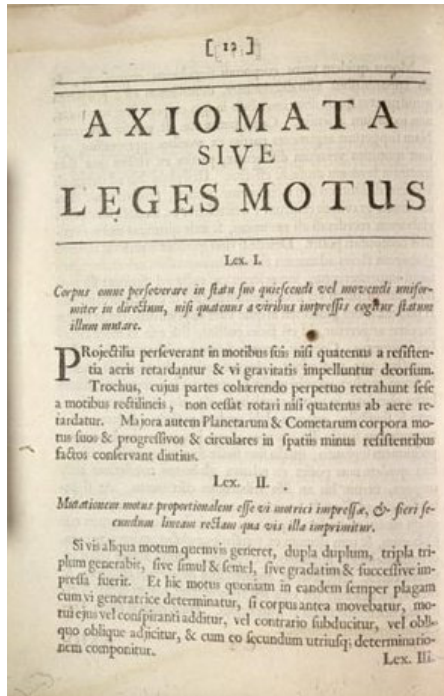 [ 12 ]
AXIOMATA
SIVE
LEGES MOTUS
Lex. I.
Corpus omne perſeverare in ſtatu ſuo quieſcendi vel movendi unifor-
miter in directum, niſi quatenus a viribus impreſſis cogitur ſtatum
illum mutare.
PRojectilia perſeverant in motibus ſuis niſi quatenus a reſiſten-
tia aeris retardantur & vi gravitatis impelluntur deorſum.
Trochus, cujus partes cohærendo perpetuo retrahunt ſeſe
a motibus rectilineis, non ceſſat rotari niſi quatenus ab aere re-
tardatur. Majora autem Planetarum & Cometarum corpora mo-
tus ſuos & progreſſivos & circulares in ſpatiis minus reſiſtentibus
factos conſervant diutius.
Lex. II.
Mutationem motus proportionalem eſſe vi motrici impreſſæ, & fieri ſe-
cundum lineam rectam qua vis illa imprimitur.
Si vis aliqua motum quemvis generet, dupla duplum, tripla tri-
plum generabit, ſive ſimul & ſemel, ſive gradatim & ſucceſſive im-
preſſa fuerit. Et hic motus quoniam in eandem ſemper plagam
cum vi generatrice determinatur, ſi corpus antea movebatur, mo-
tui ejus vel conſpiranti additur, vel contrario ſubducitur, vel obli-
quo oblique adjicitur, & cum eo ſecundum utriuſq; determinatio-
nem componitur.
Lex. III.